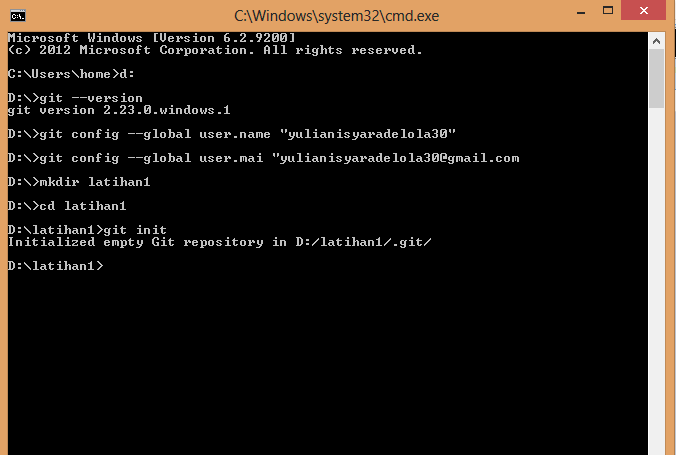 C:\Windows\system32\cmd.exe
Microsoft Windows [Version 6.2.9200]
(c) 2012 Microsoft Corporation. All rights reserved.
C:\Users\home>d:
D:\>git --version
git version 2.23.0.windows.1
D:\>git config --global user.name "yulianisyaradelola30"
D:\>git config --global user.mai "yulianisyaradelola30@gmail.com
D:\>mkdir latihan1
D:\>cd latihan1
D:\latihan1>git init
Initialized empty Git repository in D:/latihan1/.git/
D:\latihan1>